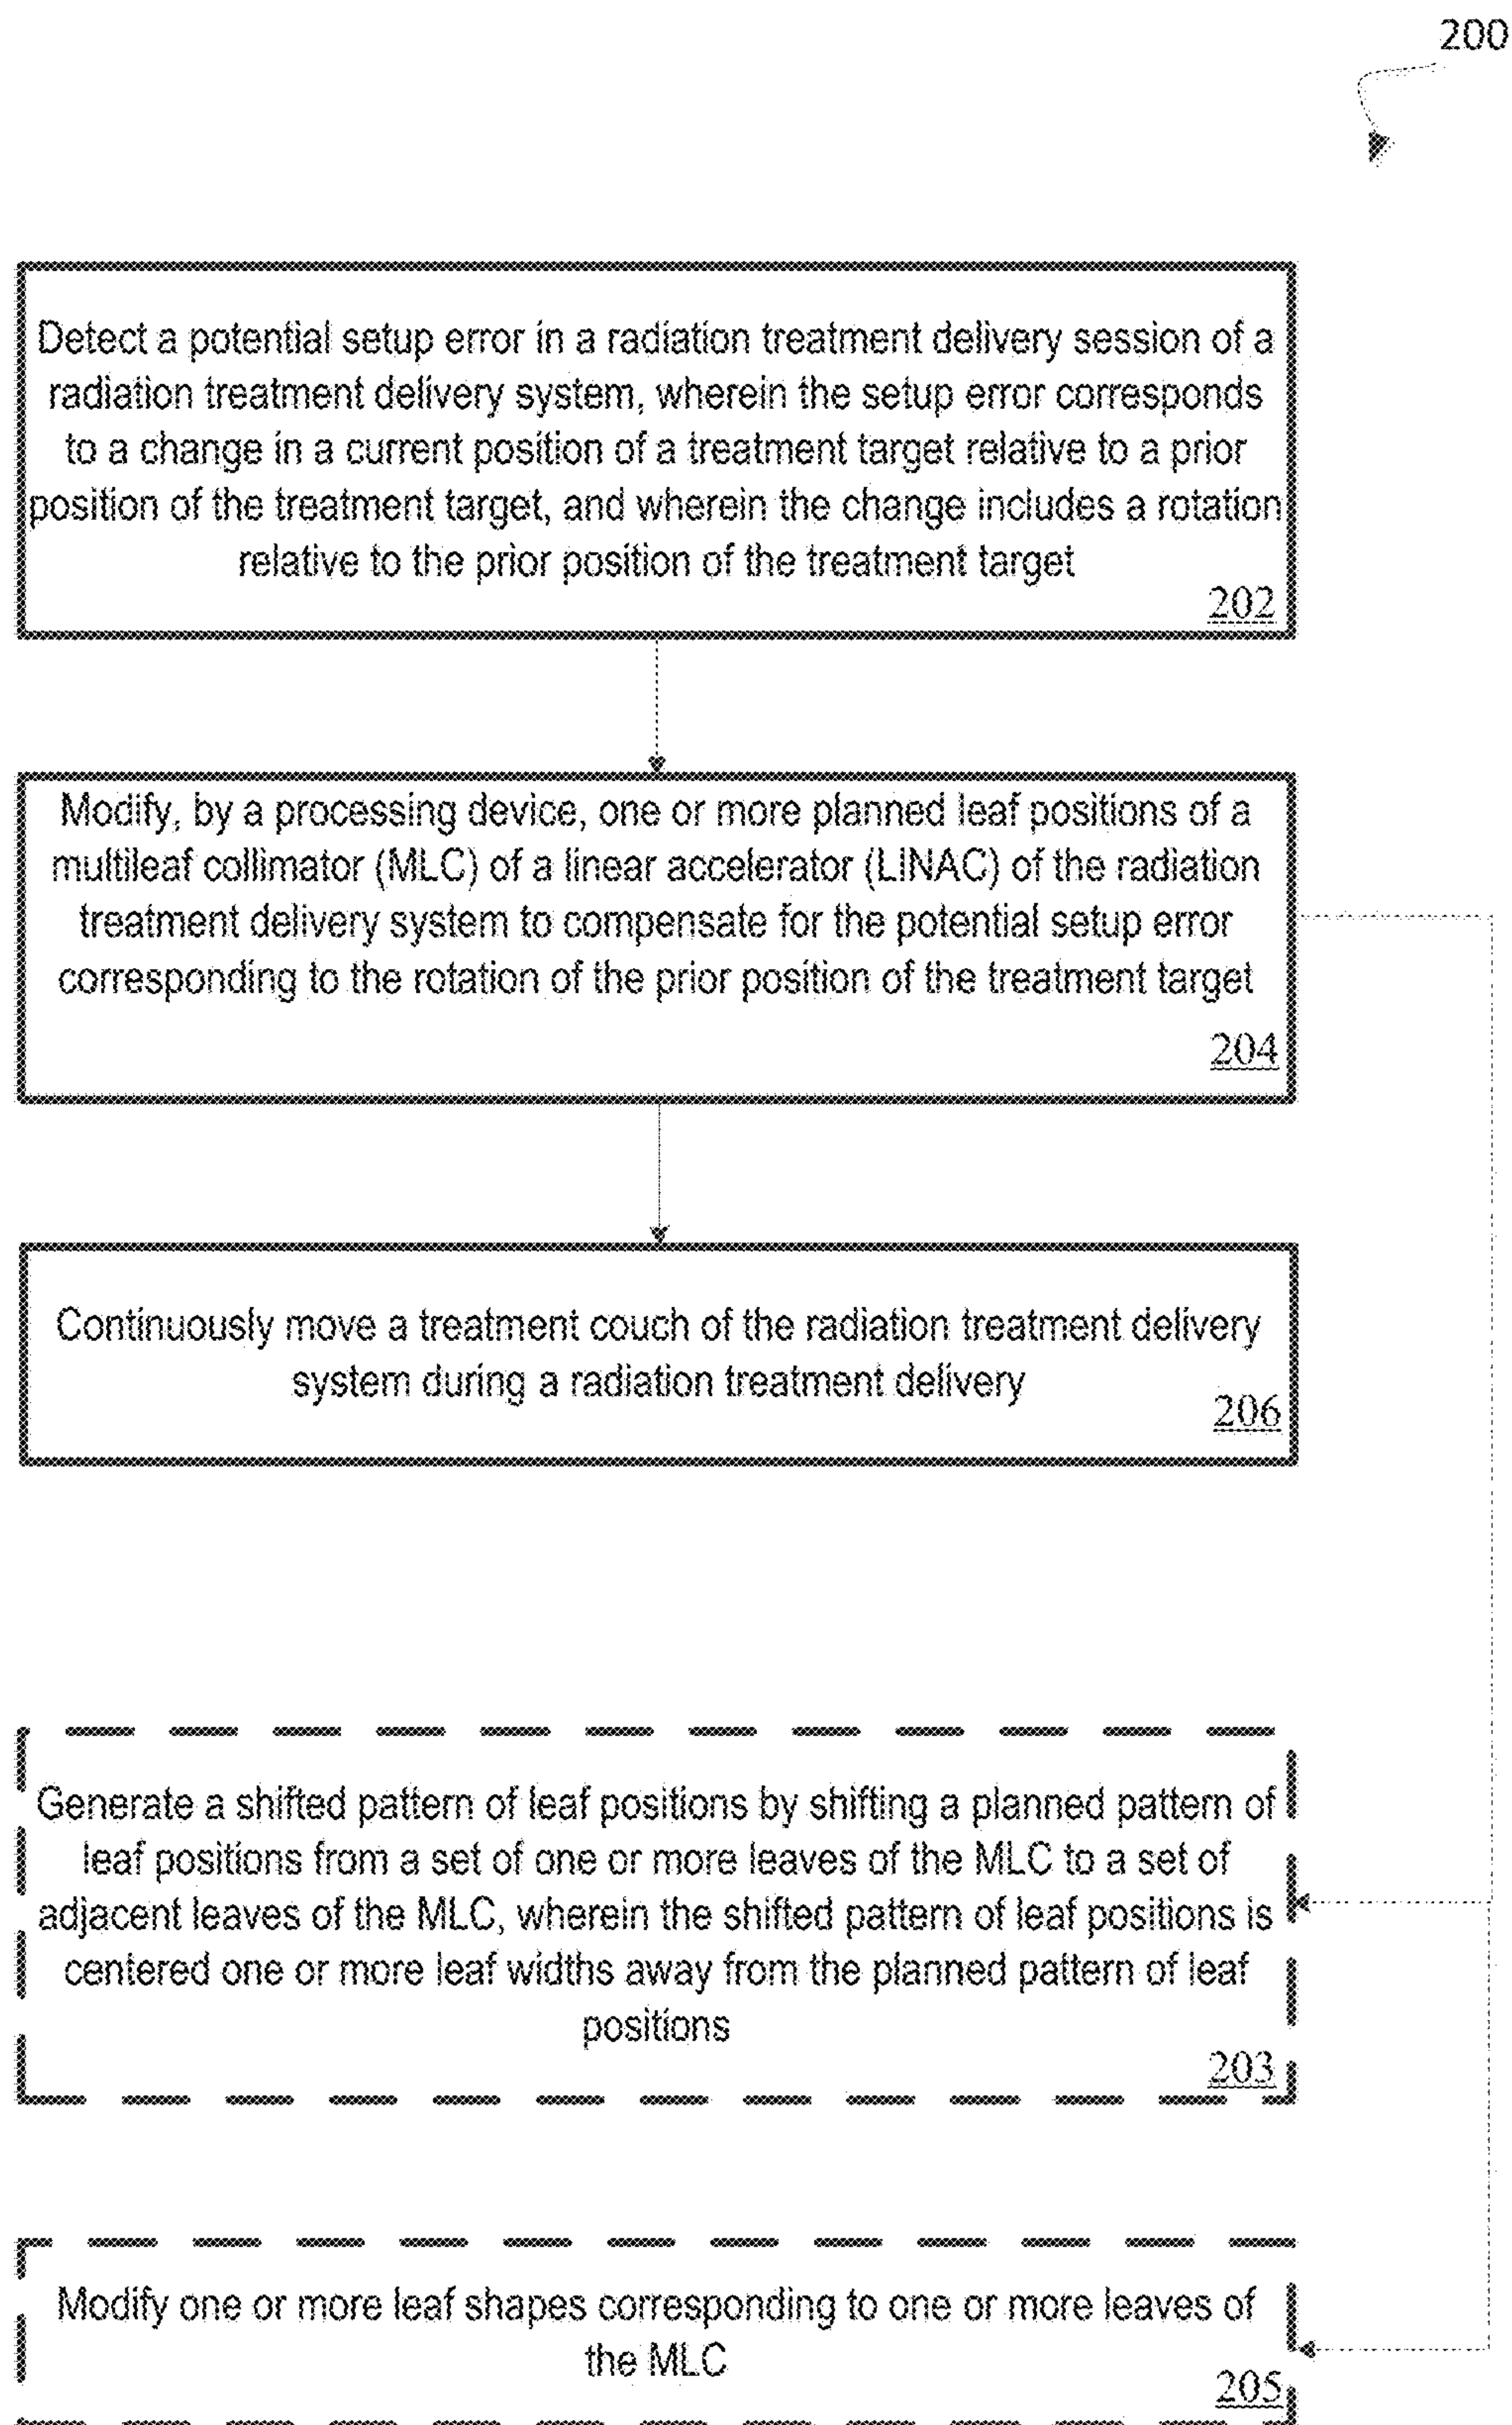 200
Detect a potential setup error in a radiation treatment delivery session of a
radiation treatment delivery system, wherein the setup error corresponds
to a change in a current position of a treatment target relative to a prior
position of the treatment target, and wherein the change includes a rotation
relative to the prior position of the treatment target
202
Modify, by a processing device, one or more planned leaf positions of a
multileaf collimator (MLC) of a linear accelerator (LINAC) of the radiation
treatment delivery system to compensate for the potential setup error
corresponding to the rotation of the prior position of the treatment target
204
Continuously move a treatment couch of the radiation treatment delivery
system during a radiation treatment delivery
206
Generate a shifted pattern of leaf positions by shifting a planned pattern of
leaf positions from a set of one or more leaves of the MLC to a set of
adjacent leaves of the MLC, wherein the shifted pattern of leaf positions is
centered one or more leaf widths away from the planned pattern of leaf
positions
203
Modify one or more leaf shapes corresponding to one or more leaves of
the MLC
205